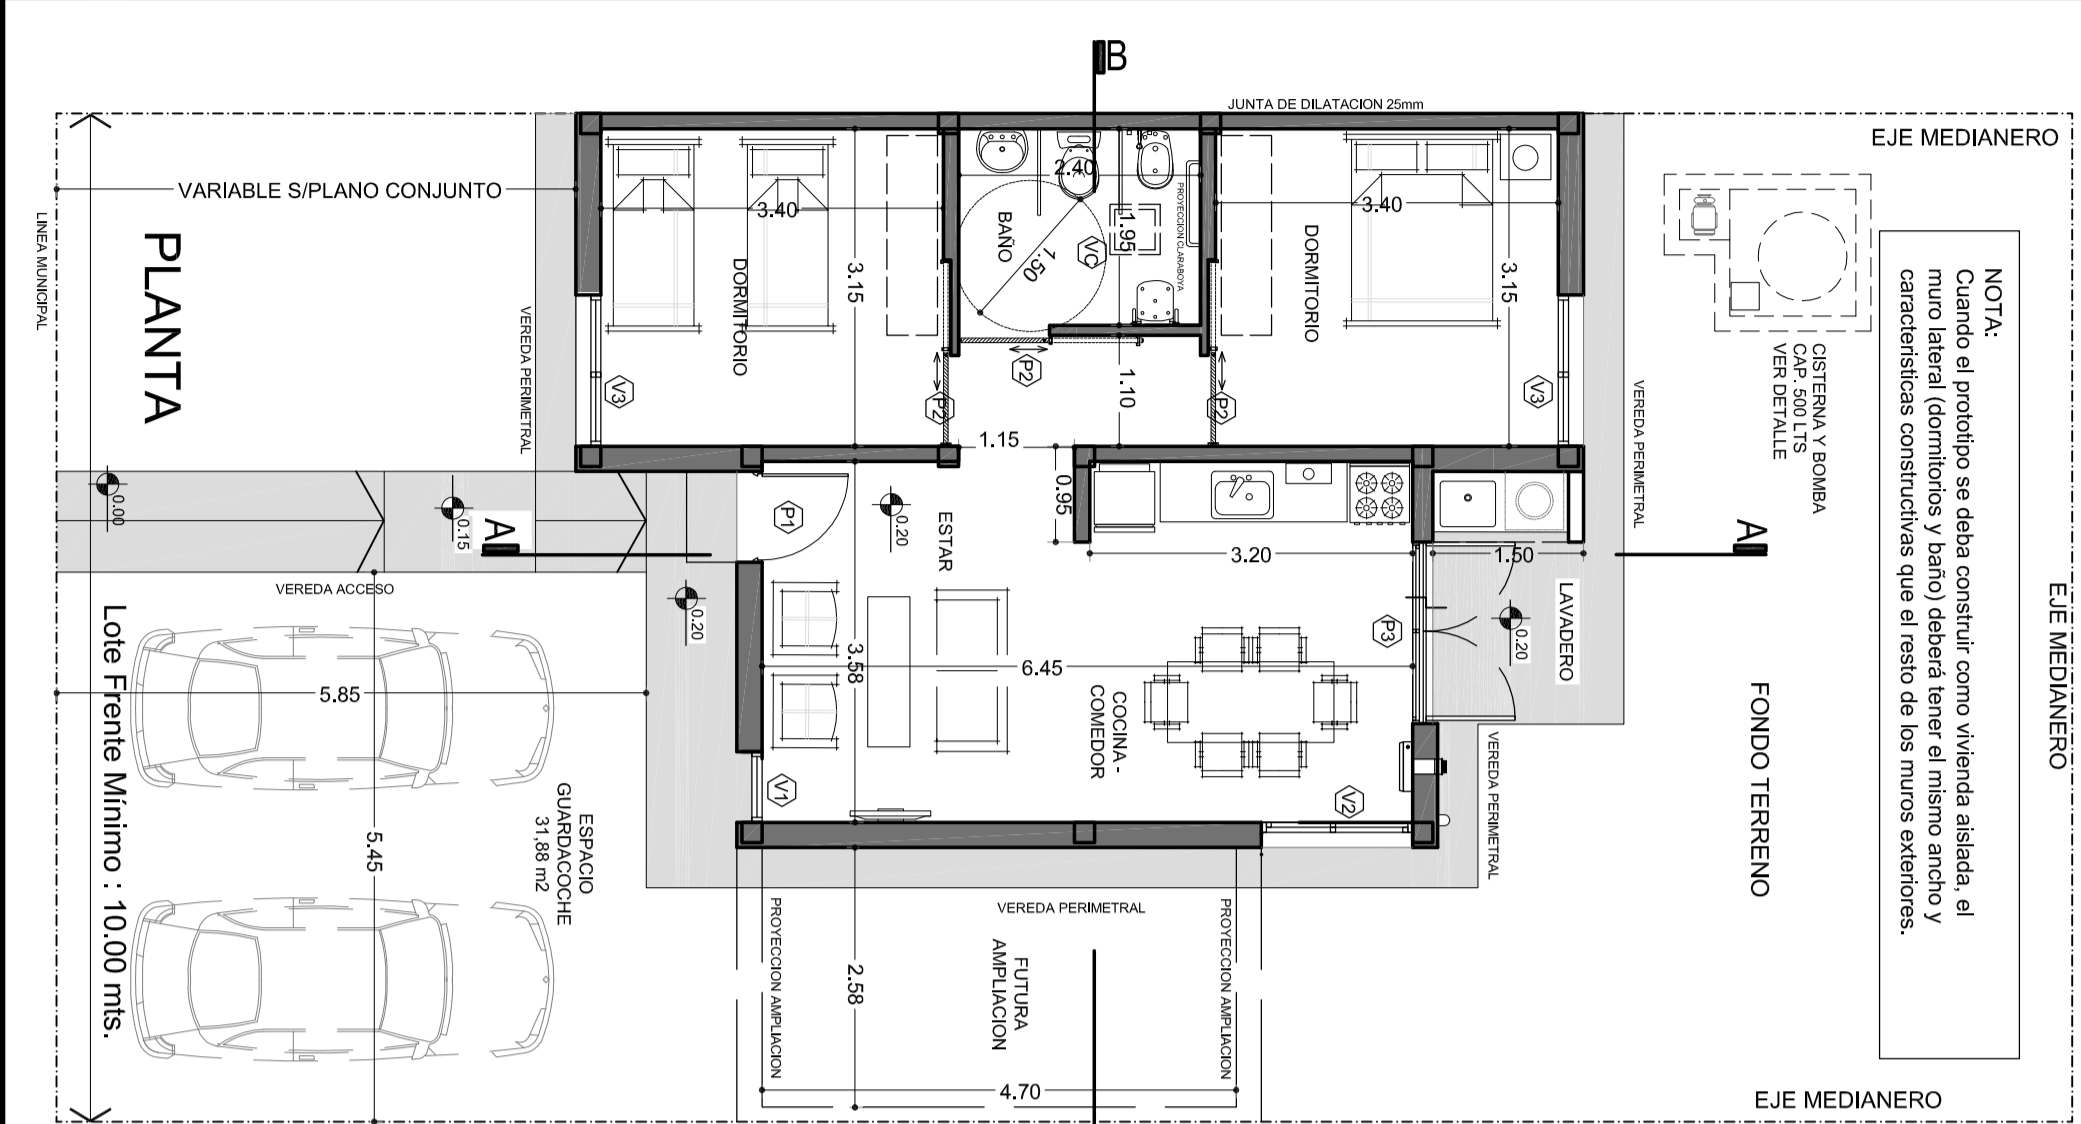 B
JUNTA DE DILATACION 25mm
EJE MEDIANERO
VARIABLE S/PLANO CONJUNTO
LINEA MUNICIPAL
PLANTA
VEREDA PERIMETRAL
3.40
3.15
DORMITORIO
V3
2.40
BAÑO
1.50
VC
1.95
PROYECCION CLARABOYA
P2
P2
P2
1.10
1.15
3.40
3.15
DORMITORIO
V3
VEREDA PERIMETRAL
CISTERNA Y BOMBA
CAP. 500 LTS
VER DETALLE
NOTA:
Cuando el prototipo se deba construir como vivienda aislada, el
muro lateral (dormitorios y baño) deberá tener el mismo ancho y
caracteristicas constructivas que el resto de los muros exteriores.
EJE MEDIANERO
0.00
0.15
A
P1
0.20
ESTAR
0.95
3.20
1.50
A
VEREDA ACCESO
0.20
3.58
6.45
P3
0.20
LAVADERO
COCINA -
COMEDOR
V1
V2
VEREDA PERIMETRAL
FONDO TERRENO
Lote Frente Mínimo : 10.00 mts.
5.85
5.45
ESPACIO
GUARDACOCHE
31,88 m2
PROYECCION AMPLIACION
VEREDA PERIMETRAL
PROYECCION AMPLIACION
2.58
FUTURA
AMPLIACION
4.70
EJE MEDIANERO